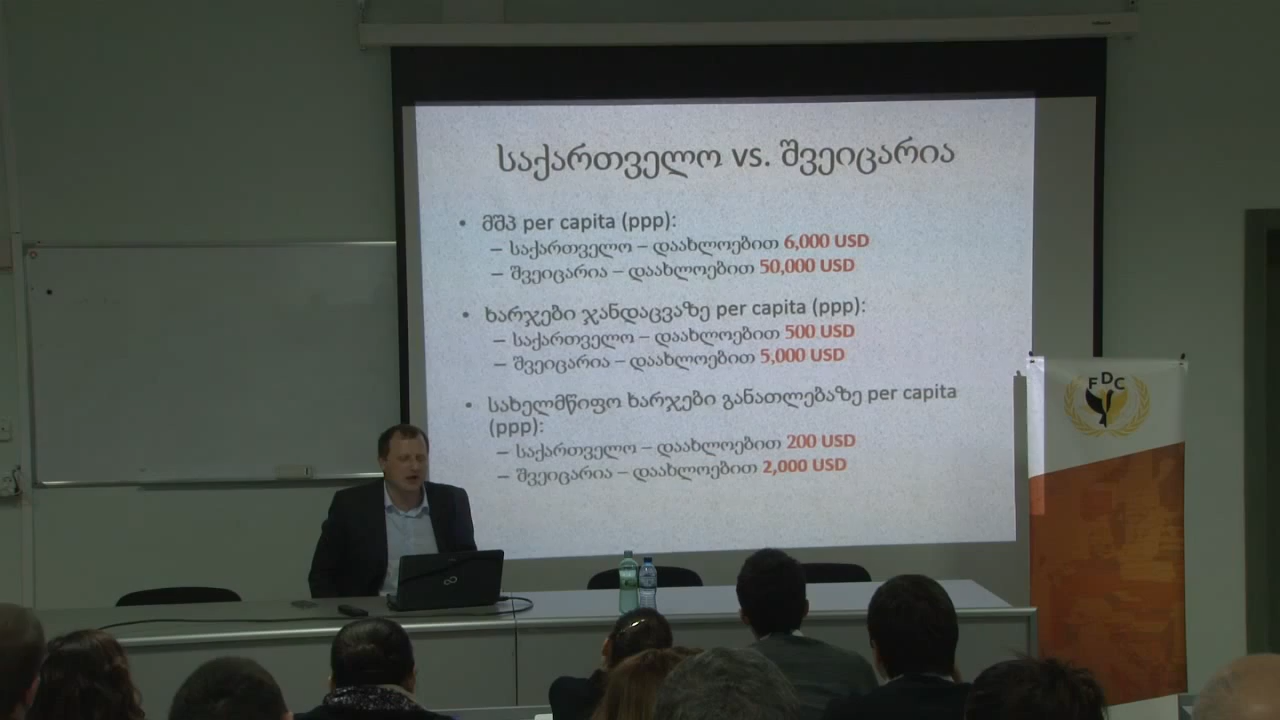 საქართველო vs. შვეიცარია
• მშპ per capita (ppp):
– საქართველო – დაახლოებით 6,000 USD
– შვეიცარია – დაახლოებით 50,000 USD
• ხარჯები ჯანდაცვაზე per capita (ppp):
– საქართველო – დაახლოებით 500 USD
– შვეიცარია – დაახლოებით 5,000 USD
• სახელმწიფო ხარჯები განათლებაზე per capita
(ppp):
– საქართველო – დაახლოებით 200 USD
– შვეიცარია – დაახლოებით 2,000 USD
FDC